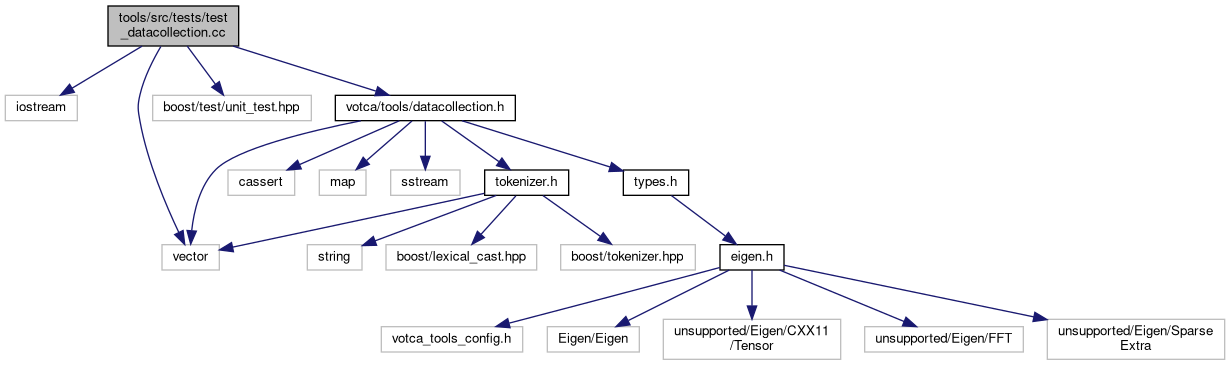 tools/src/tests/test
_datacollection.cc
iostream
boost/test/unit_test.hpp
votca/tools/datacollection.h
cassert
map
sstream
tokenizer.h
types.h
vector
string
boost/lexical_cast.hpp
boost/tokenizer.hpp
eigen.h
votca_tools_config.h
Eigen/Eigen
unsupported/Eigen/CXX11
/Tensor
unsupported/Eigen/FFT
unsupported/Eigen/Sparse
Extra